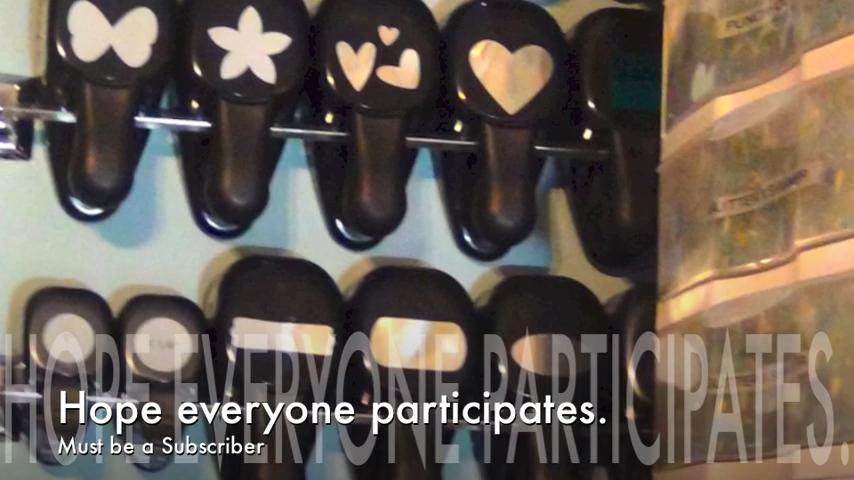 HOPE EVERYONE PARTICIPATES.
Hope everyone participates.
Must be a Subscriber